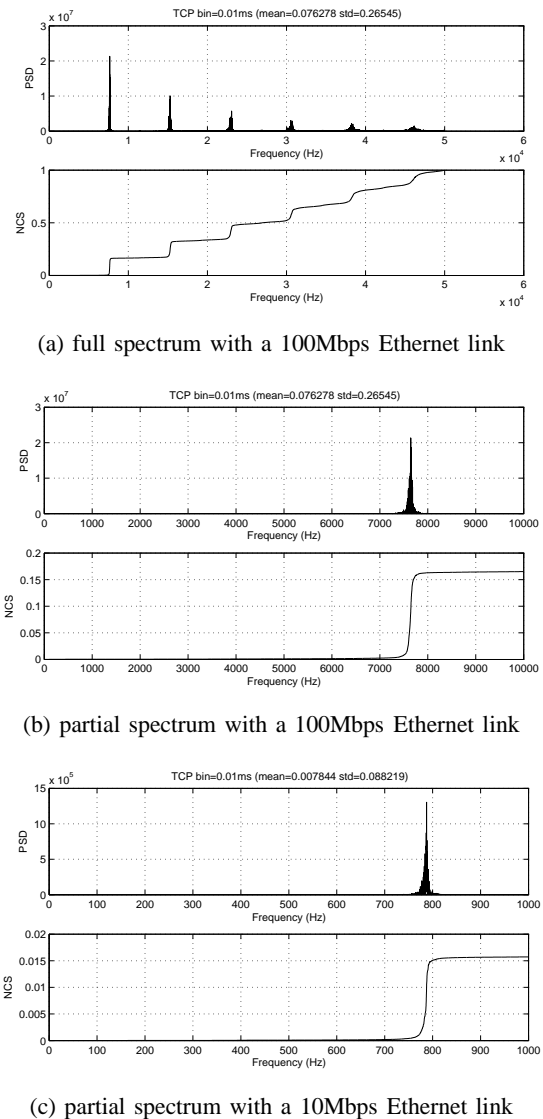 TCP bin=0.01ms (mean=0.076278 std=0.26545)
x 10^7
3
2
1
0
PSD
0 1 2 3 4 5 6
Frequency (Hz)
x 10^4
1
0.5
0
NCS
0 1 2 3 4 5 6
Frequency (Hz)
x 10^4
(a) full spectrum with a 100Mbps Ethernet link
TCP bin=0.01ms (mean=0.076278 std=0.26545)
x 10^7
3
2
1
0
PSD
0 1000 2000 3000 4000 5000 6000 7000 8000 9000 10000
Frequency (Hz)
0.2
0.15
0.1
0.05
0
NCS
0 1000 2000 3000 4000 5000 6000 7000 8000 9000 10000
Frequency (Hz)
(b) partial spectrum with a 100Mbps Ethernet link
TCP bin=0.01ms (mean=0.007844 std=0.088219)
x 10^5
15
10
5
0
PSD
0 100 200 300 400 500 600 700 800 900 1000
Frequency (Hz)
0.02
0.015
0.01
0.005
0
NCS
0 100 200 300 400 500 600 700 800 900 1000
Frequency (Hz)
(c) partial spectrum with a 10Mbps Ethernet link